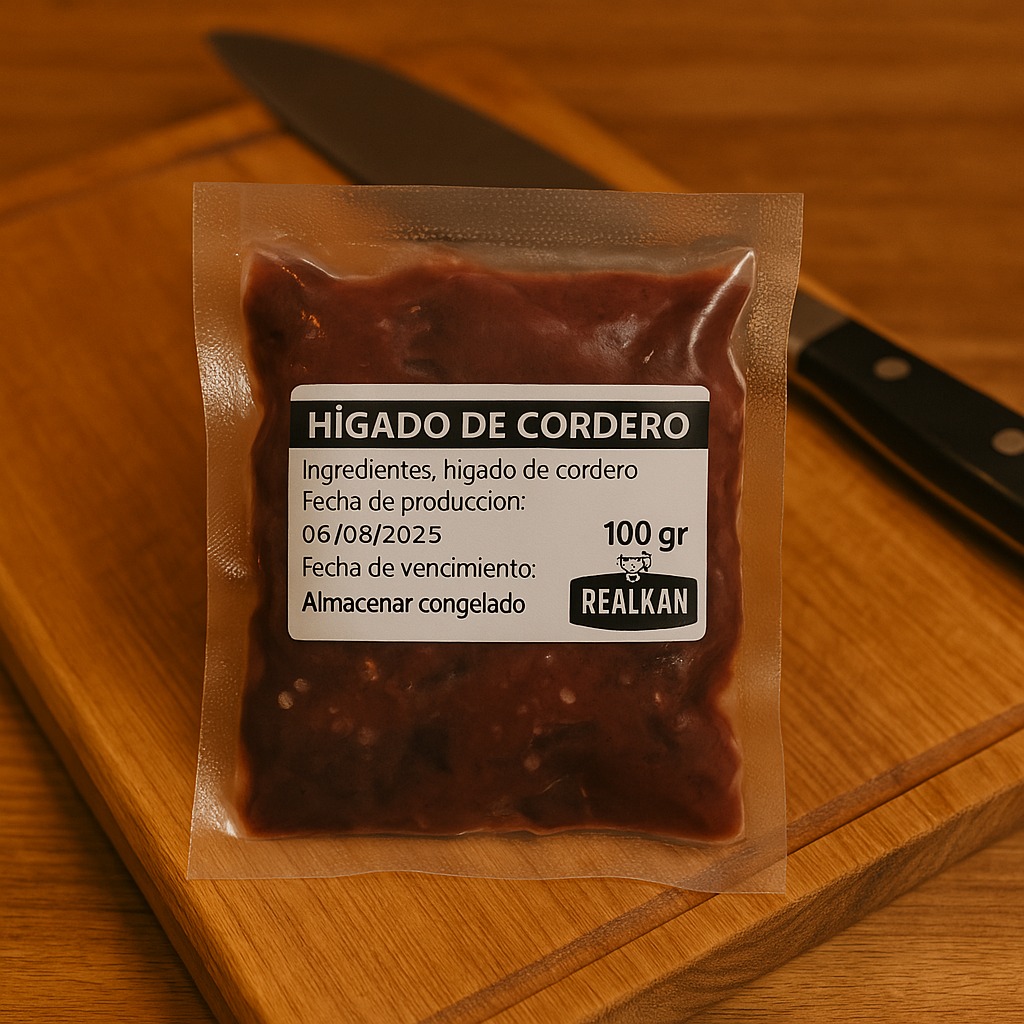 HİGADO DE CORDERO
Ingredientes, higado de cordero
Fecha de produccion:
06/08/2025
100 gr
Fecha de vencimiento:
Almacenar congelado
REALKAN